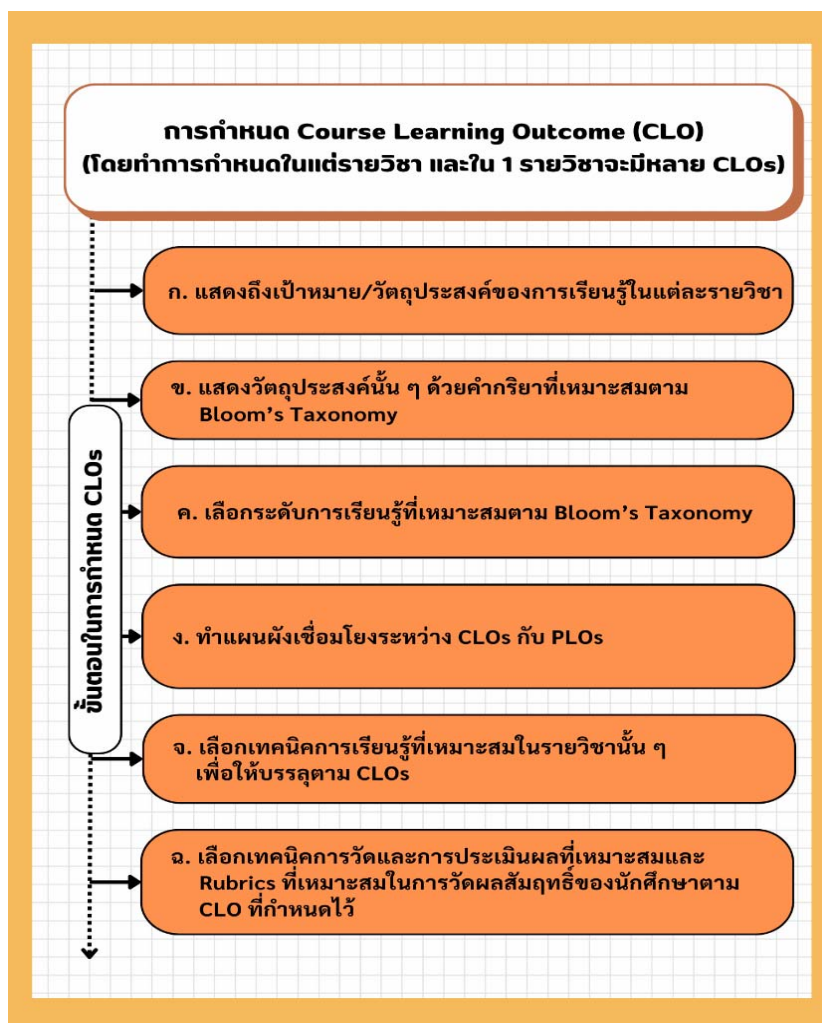 การกำหนด Course Learning Outcome (CLO)
(โดยทำการกำหนดในแต่รายวิชา และใน 1 รายวิชาจะมีหลาย CLOs)
ก. แสดงถึงเป้าหมาย/วัตถุประสงค์ของการเรียนรู้ในแต่ละรายวิชา
ข. แสดงวัตถุประสงค์นั้น ๆ ด้วยคำกริยาที่เหมาะสมตาม
Bloom’s Taxonomy
ขั้นตอนในการกำหนด CLOs
ค. เลือกระดับการเรียนรู้ที่เหมาะสมตาม Bloom’s Taxonomy
ง. ทำแผนผังเชื่อมโยงระหว่าง CLOs กับ PLOs
จ. เลือกเทคนิคการเรียนรู้ที่เหมาะสมในรายวิชานั้น ๆ
เพื่อให้บรรลุตาม CLOs
ฉ. เลือกเทคนิคการวัดและการประเมินผลที่เหมาะสมและ
Rubrics ที่เหมาะสมในการวัดผลสัมฤทธิ์ของนักศึกษาตาม
CLO ที่กำหนดไว้